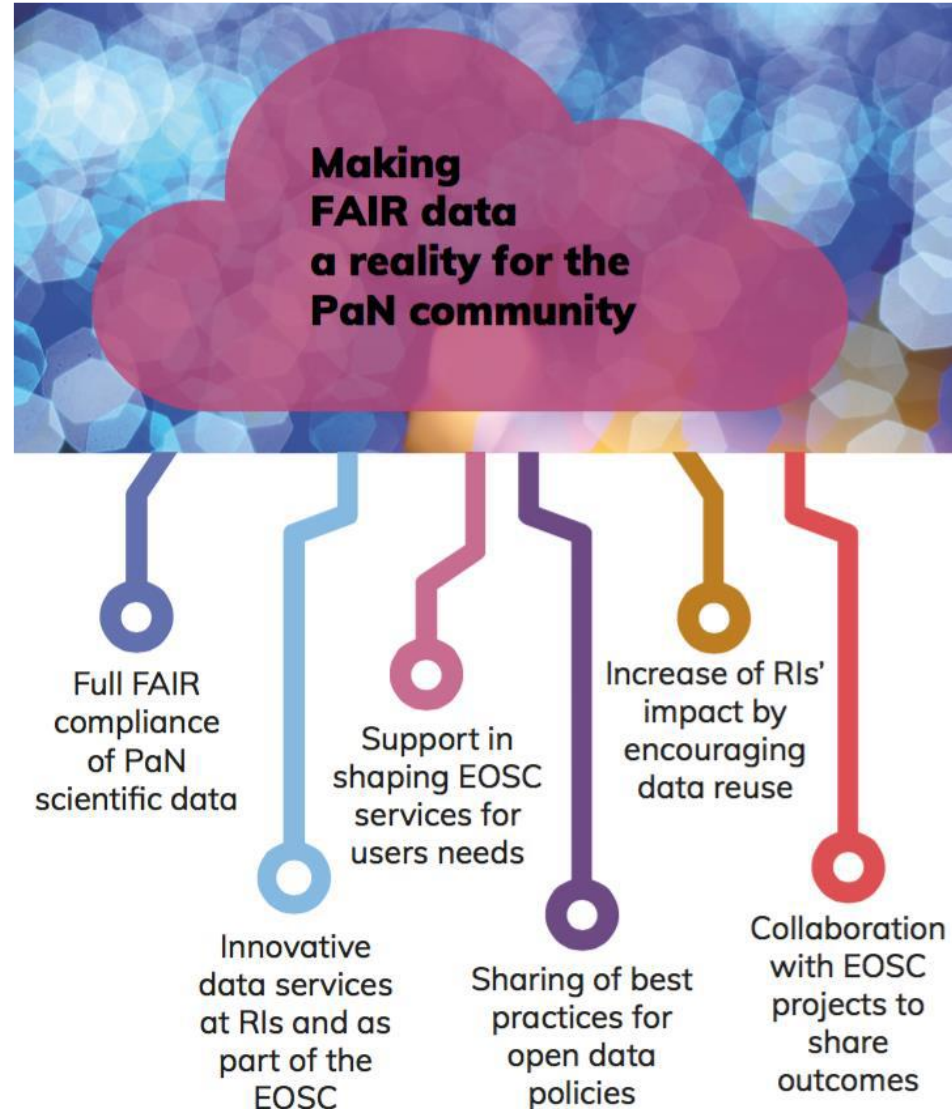 Making
FAIR data
a reality for the
PaN community
Full FAIR
compliance
of PaN
scientific data
Innovative
data services
at RIs and as
part of the
EOSC
Support in
shaping EOSC
services for
users needs
Sharing of best
practices for
open data
policies
Increase of RIs’
impact by
encouraging
data reuse
Collaboration
with EOSC
projects to
share
outcomes